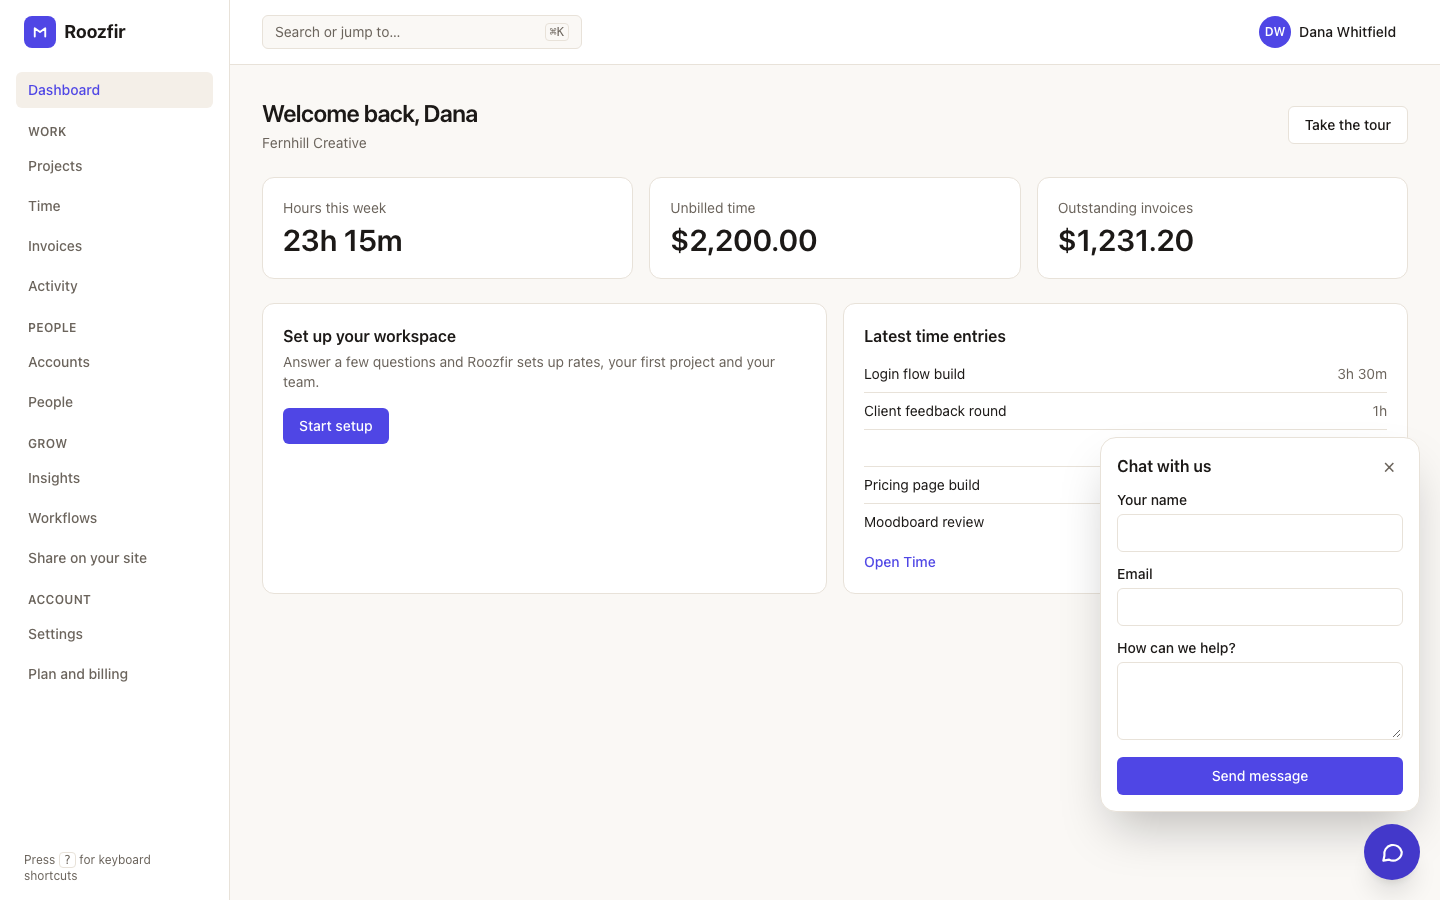 Roozfir
Search or jump to...
⌘K
DW
Dana Whitfield
Dashboard
WORK
Projects
Time
Invoices
Activity
PEOPLE
Accounts
People
GROW
Insights
Workflows
Share on your site
ACCOUNT
Settings
Plan and billing
Press ? for keyboard
shortcuts
Welcome back, Dana
Fernhill Creative
Take the tour
Hours this week
23h 15m
Unbilled time
$2,200.00
Outstanding invoices
$1,231.20
Set up your workspace
Answer a few questions and Roozfir sets up rates, your first project and your
team.
Start setup
Latest time entries
Login flow build 3h 30m
Client feedback round 1h
Pricing page build
Moodboard review
Open Time
Chat with us
Your name
Email
How can we help?
Send message